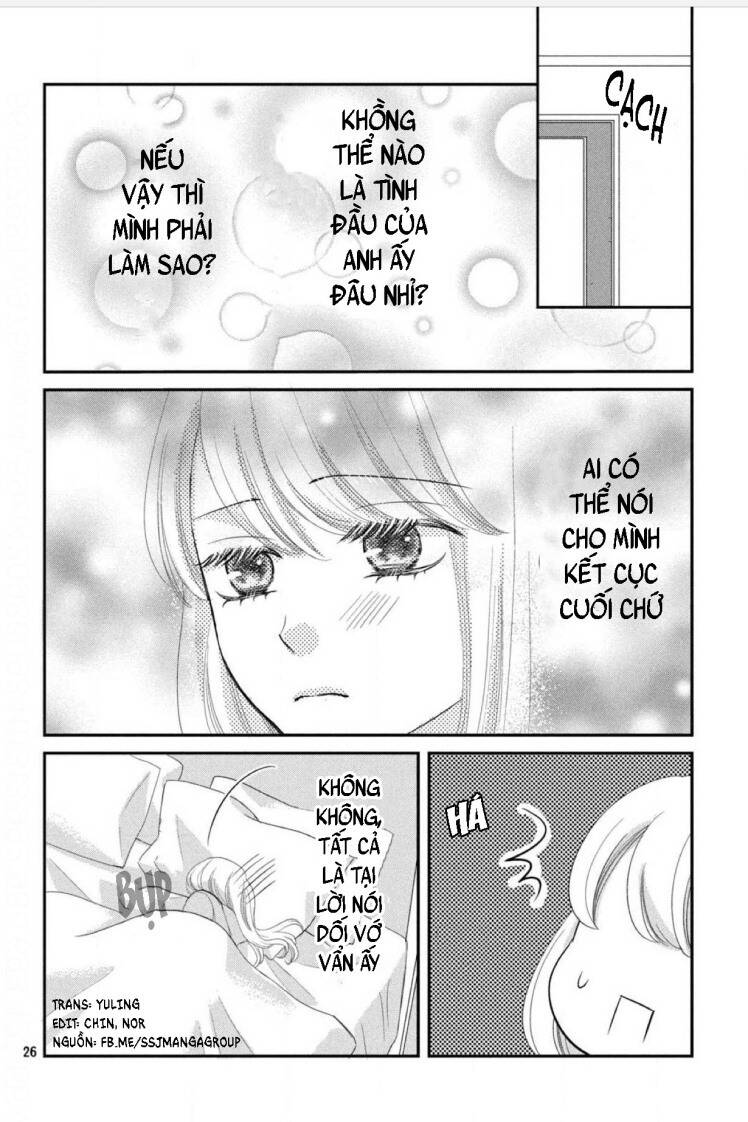 CẠCH
KHỒNG
THỂ NÀO
LÀ TÌNH
ĐẦU CỦA
ANH ẤY
ĐÂU NHỈ?
NẾU
VẬY THÌ
MÌNH PHẢI
LÀM SAO?
AI CÓ
THỂ NÓI
CHO MÌNH
KẾT CỤC
CUỐI CHỨ
HÁ
KHÔNG
KHÔNG,
TẤT CẢ
LÀ TẠI
LỜI NÓI
DỐI VỚ
VẨN ẤY
BỤP
TRANS: YULING
EDIT: CHIN, NOR
NGUỒN: FB.ME/SSJMANGAGROUP
26